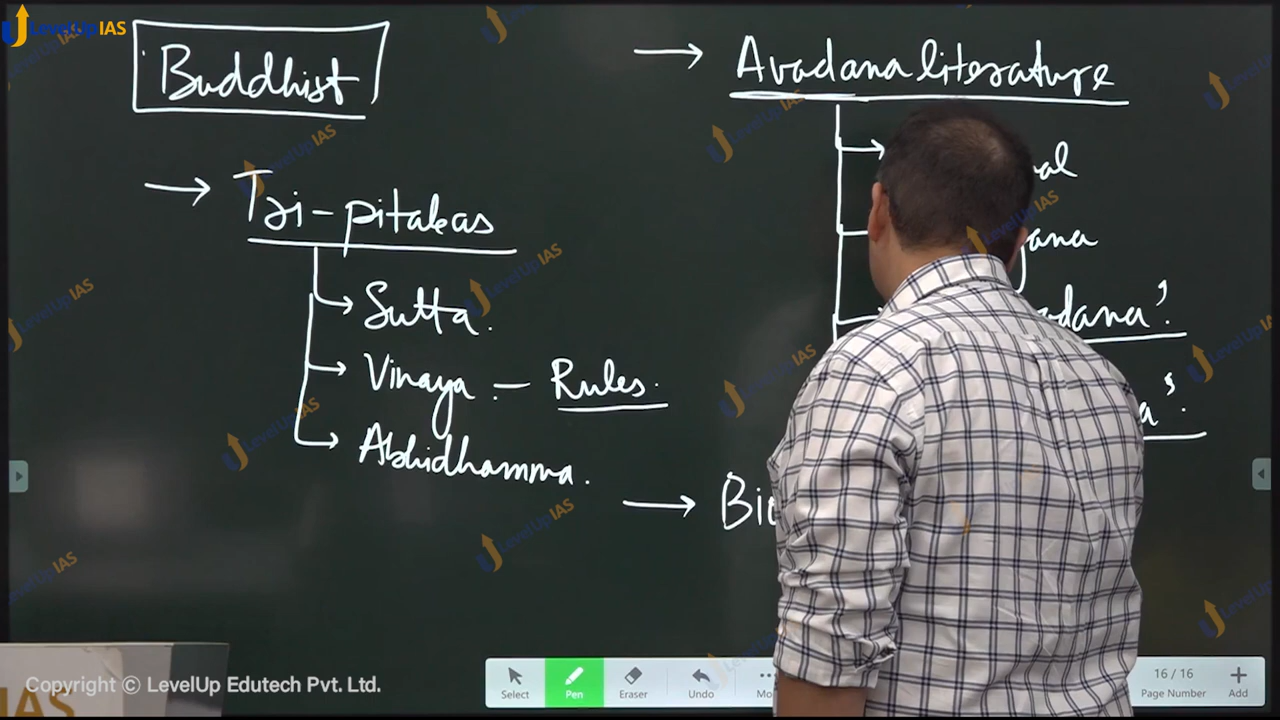 LevelUp IAS
Buddhist
Tri-pitakas
Sutta.
Vinaya - Rules.
Abhidhamma.
Avadana literature
Copyright © LevelUp Edutech Pvt. Ltd.
Select
Pen
Eraser
Undo
16 / 16
Page Number
Add